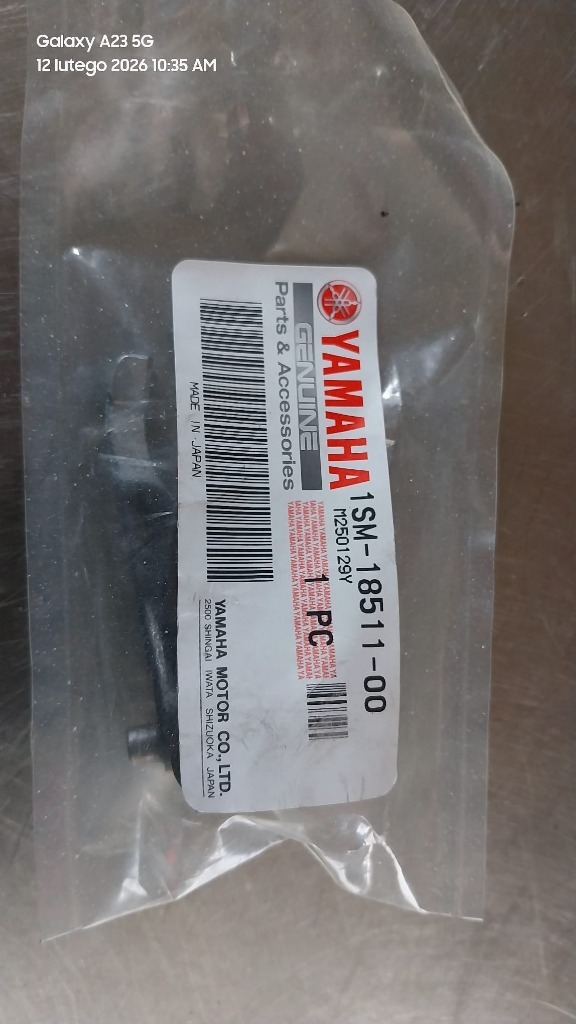 Galaxy A23 5G
12 lutego 2026 10:35 AM
YAMAHA
GENUINE
Parts & Accessories
MADE IN JAPAN
1SM-18511-00
M250129Y
1 PC
YAMAHA MOTOR CO., LTD.
2500 SHINGAI IWATA SHIZUOKA JAPAN